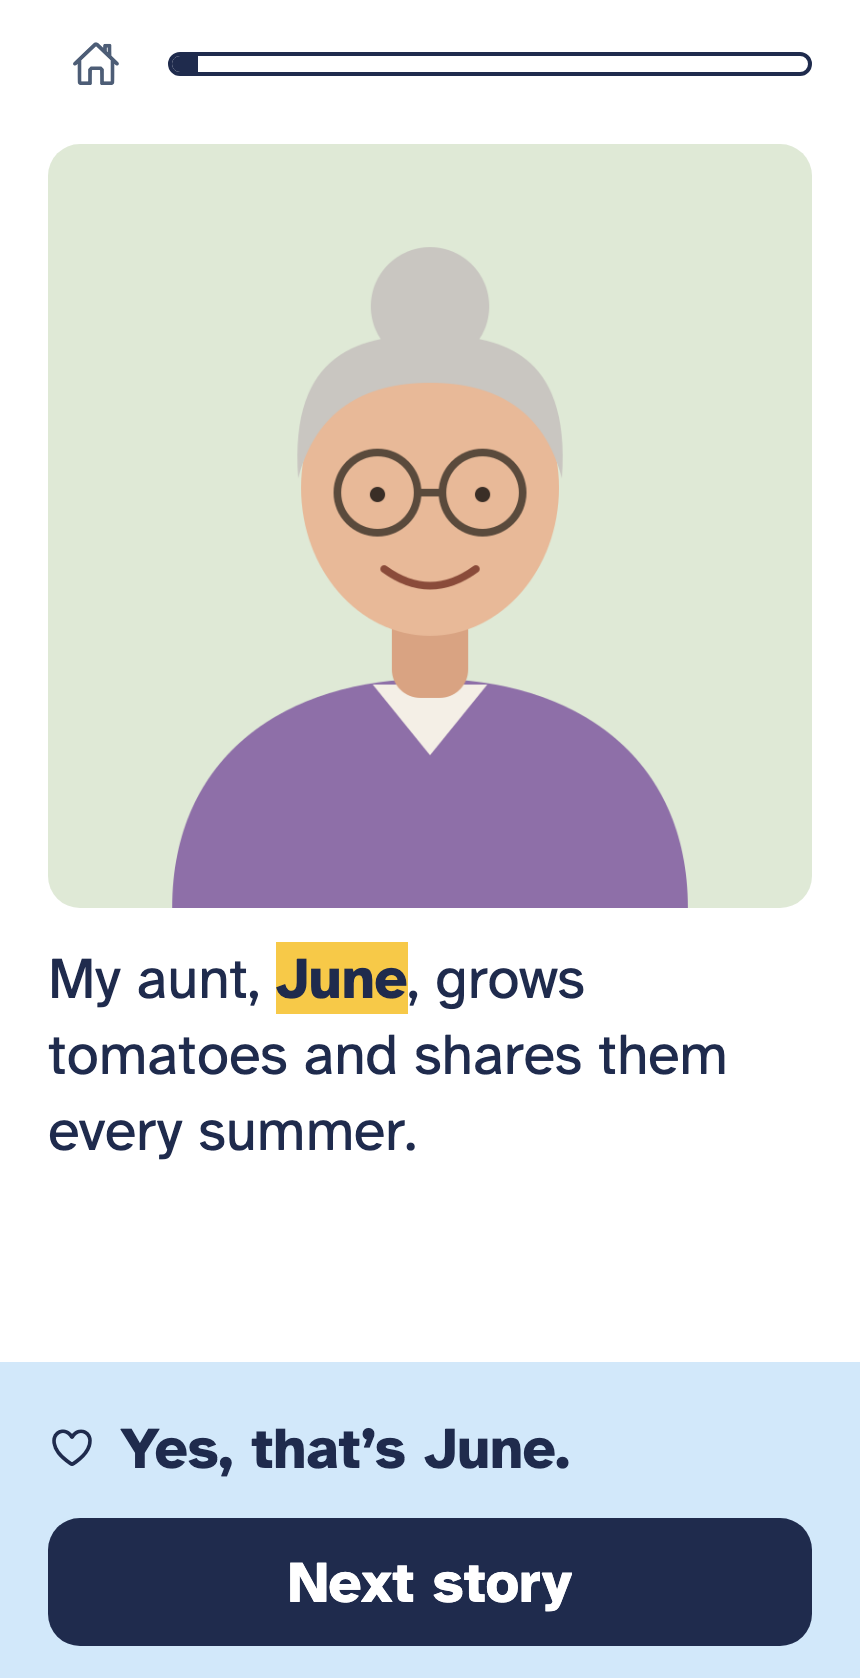 My aunt, June, grows
tomatoes and shares them
every summer.
Yes, that’s June.
Next story